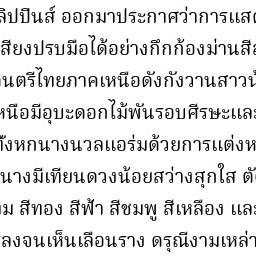 ลิปปินส์ ออกมาประกาศว่าการแสด
สียงปรบมือได้อย่างกึกก้องม่านสี
นตรีไทยภาคเหนือดังกังวานสาวน้
หนือมีอุบะดอกไม้พันรอบศีรษะและ
ทั้งหกนางนวลแอร่มด้วยการแต่งห
นางมีเทียนดวงน้อยสว่างสุกใส ตั
ม สีทอง สีฟ้า สีชมพู สีเหลือง และ
ลงจนเห็นเลือนราง ดรุณีงามเหล่า